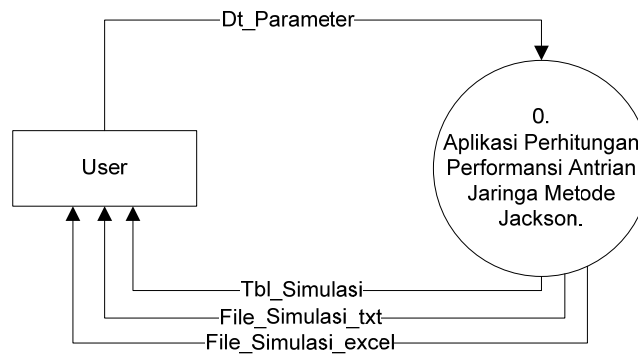 Dt_Parameter
User
0.
Aplikasi Perhitungan
Performansi Antrian
Jaringa Metode
Jackson.
Tbl_Simulasi
File_Simulasi_txt
File_Simulasi_excel